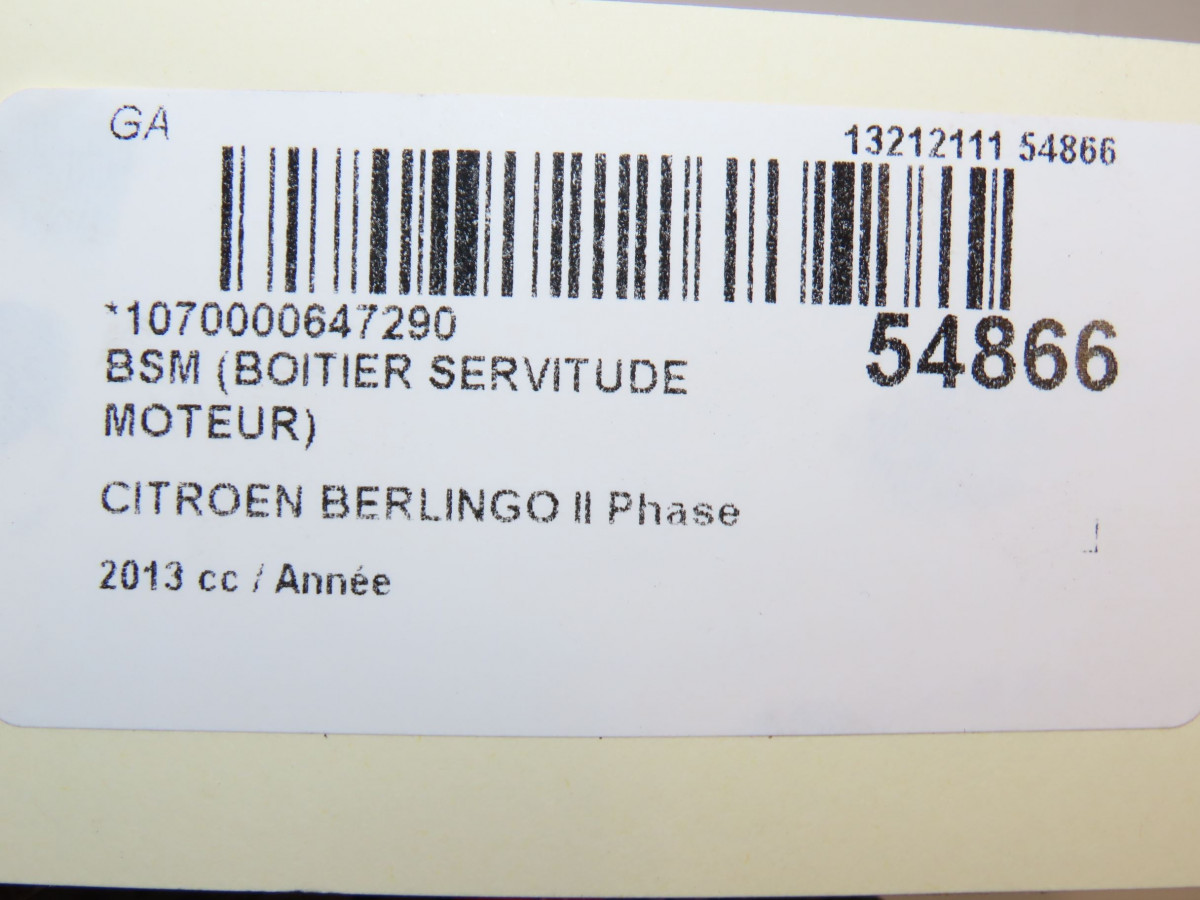 GA
13212111 54866
*1070000647290
54866
BSM (BOITIER SERVITUDE
MOTEUR)
CITROEN BERLINGO II Phase
2013 cc / Année